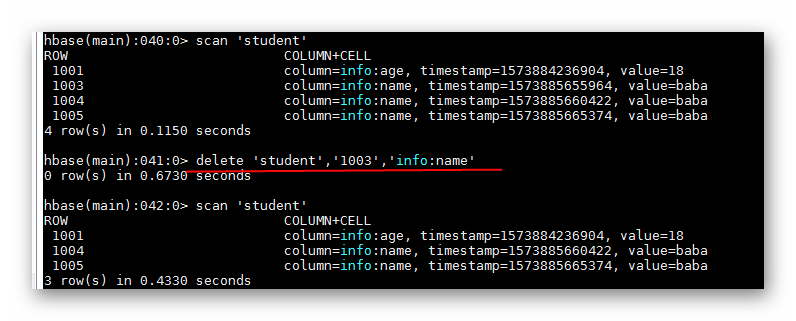 hbase(main):040:0> scan 'student'
ROW COLUMN+CELL
1001 column=info:age, timestamp=1573884236904, value=18
1003 column=info:name, timestamp=1573885655964, value=baba
1004 column=info:name, timestamp=1573885660422, value=baba
1005 column=info:name, timestamp=1573885665374, value=baba
4 row(s) in 0.1150 seconds
hbase(main):041:0> delete 'student','1003','info:name'
0 row(s) in 0.6730 seconds
hbase(main):042:0> scan 'student'
ROW COLUMN+CELL
1001 column=info:age, timestamp=1573884236904, value=18
1004 column=info:name, timestamp=1573885660422, value=baba
1005 column=info:name, timestamp=1573885665374, value=baba
3 row(s) in 0.4330 seconds